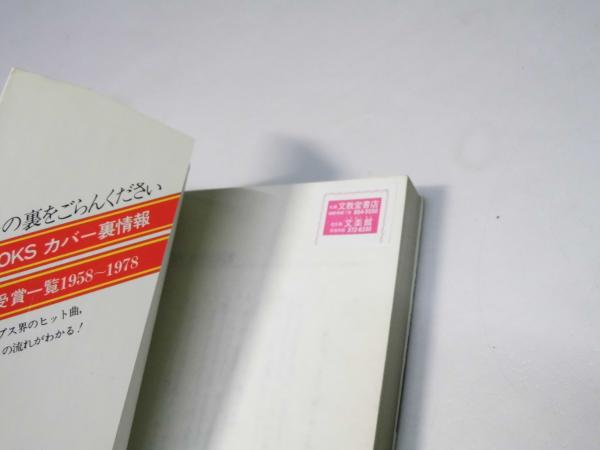 の裏をごらんください
OKS カバー裏情報
受賞一覧1958〜1978
プス界のヒット曲,
の流れがわかる!
文教堂書店
文楽館